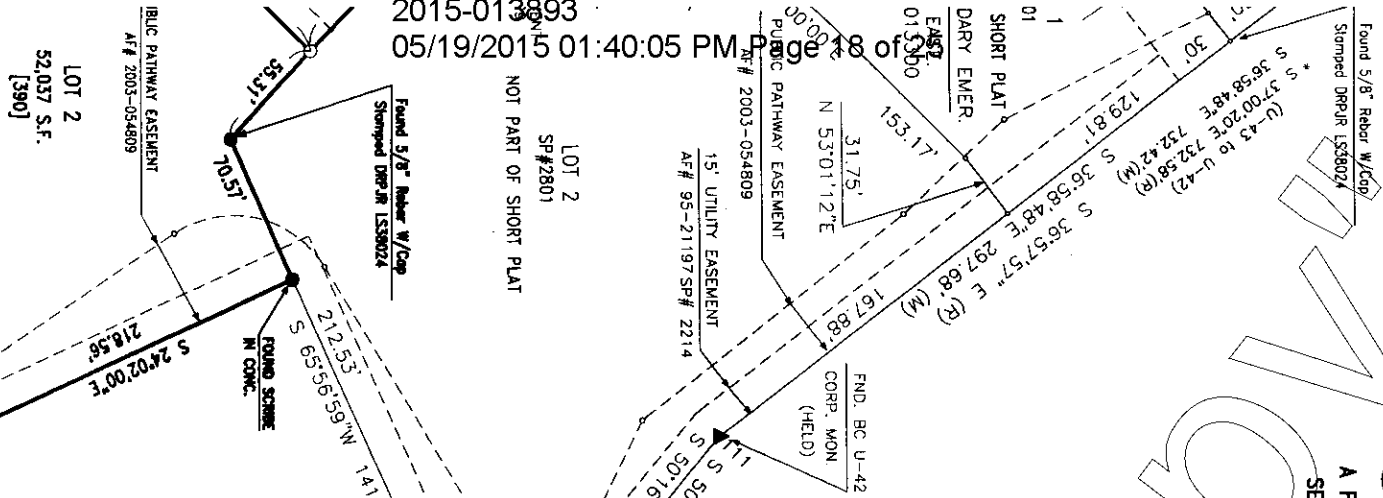 2015-013893
05/19/2015 01:40:05 PM Page 18 of
Found 5/8" Rebar W/Cap
Stamped DRPJR LS38024
* S 37°00'20"E 732.58'(R)
(U-43 to U-42)
S 36°58'48"E 732.42'(M)
30'
129.81'
S 36°58'48"E 297.68' (M)
S 36°57'57" E (R)
167.88'
SHORT PLAT
DARY EMER.
153.17'
31.75'
N 53°01'12"E
PUBLIC PATHWAY EASEMENT
AF# 2003-054809
15' UTILITY EASEMENT
AF# 95-21197 SP# 2214
FND. BC U-42
CORP. MON.
(HELD)
LOT 2
SP#2801
NOT PART OF SHORT PLAT
Found 5/8" Rebar W/Cap
Stamped DRPJR LS38024
55.31'
70.57'
212.53'
S 65°56'59"W 141
FOUND SCRIBE
IN CONC.
218.56'
S 24°02'00"E
BLIC PATHWAY EASEMENT
AF# 2003-054809
LOT 2
52,037 S.F.
[390]